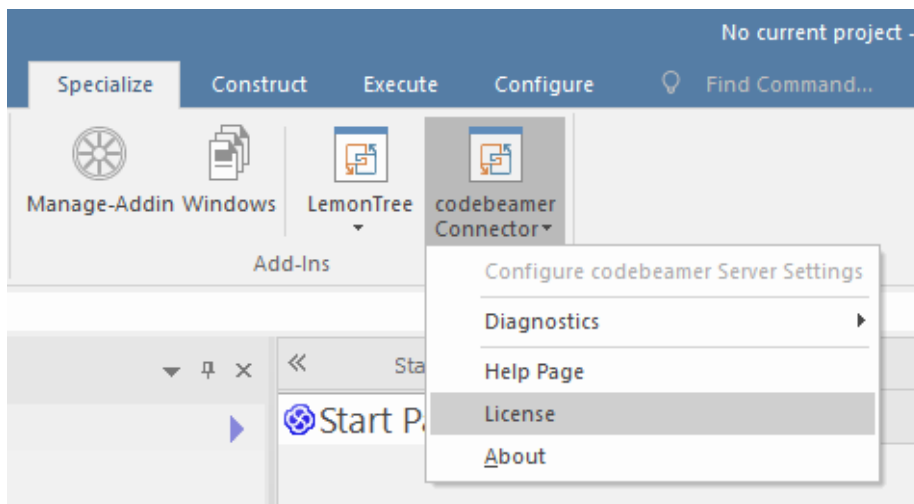 No current project -
Specialize Construct Execute Configure Find Command...
Manage-Addin Windows LemonTree codebeamer
Connector
Add-Ins
Configure codebeamer Server Settings
Diagnostics
Help Page
License
About
Sta
Start P